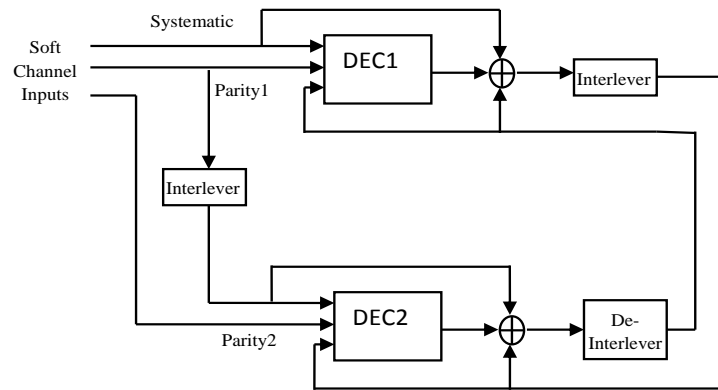 Systematic
Soft
Channel
Inputs
DEC1
Interlever
Parity1
Interlever
DEC2
De-
Interlever
Parity2